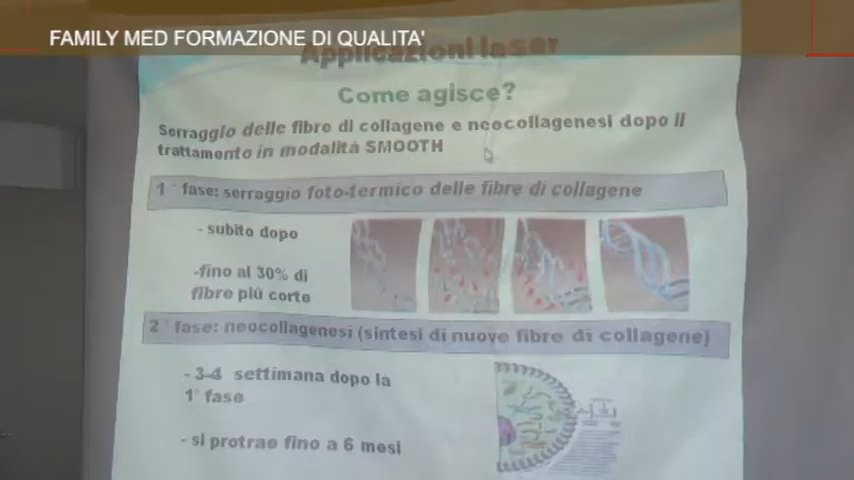 FAMILY MED FORMAZIONE DI QUALITA'
Applicazioni laser
Come agisce?
Serraggio delle fibre di collagene e neocollagenesi dopo il
trattamento in modalità SMOOTH
1° fase: serraggio foto-termico delle fibre di collagene
- subito dopo
-fino al 30% di
fibre più corte
2° fase: neocollagenesi (sintesi di nuove fibre di collagene)
- 3-4 settimana dopo la
1° fase
- si protrae fino a 6 mesi